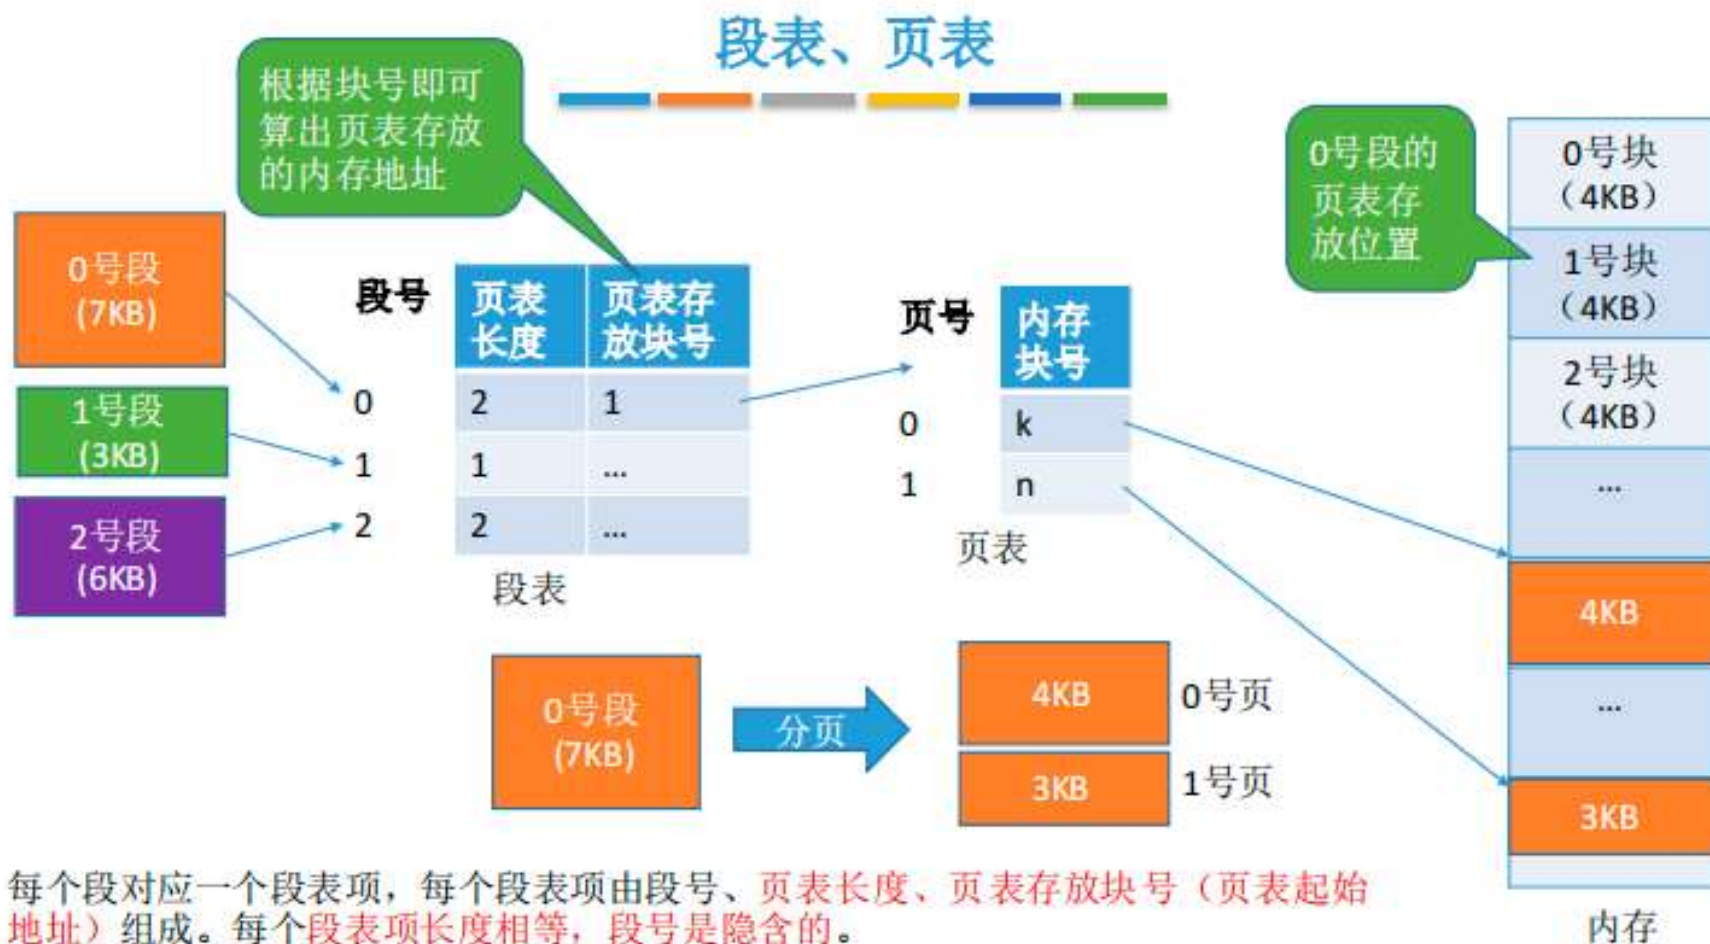 段表、页表
根据块号即可
算出页表存放
的内存地址
0号段的
页表存
放位置
0号段
(7KB)
1号段
(3KB)
2号段
(6KB)
段号
页表
长度
页表存
放块号
0
2
1
1
1
...
2
2
...
段表
页号
内存
块号
0
k
1
n
页表
0号块
（4KB）
1号块
（4KB）
2号块
（4KB）
...
4KB
...
3KB
内存
0号段
(7KB)
分页
4KB
0号页
3KB
1号页
每个段对应一个段表项，每个段表项由段号、页表长度、页表存放块号（页表起始
地址）组成。每个段表项长度相等，段号是隐含的。